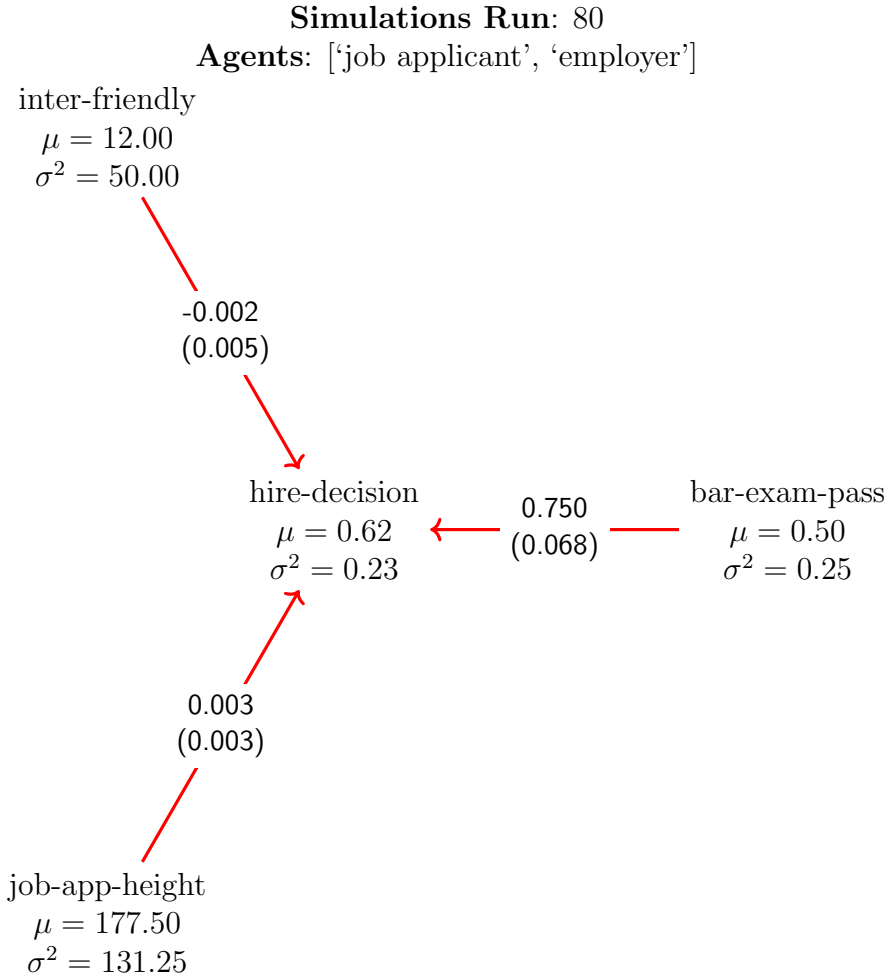 Simulations Run: 80
Agents: [‘job applicant’, ‘employer’]
inter-friendly
μ = 12.00
σ² = 50.00
-0.002
(0.005)
hire-decision
μ = 0.62
σ² = 0.23
0.750
(0.068)
bar-exam-pass
μ = 0.50
σ² = 0.25
0.003
(0.003)
job-app-height
μ = 177.50
σ² = 131.25